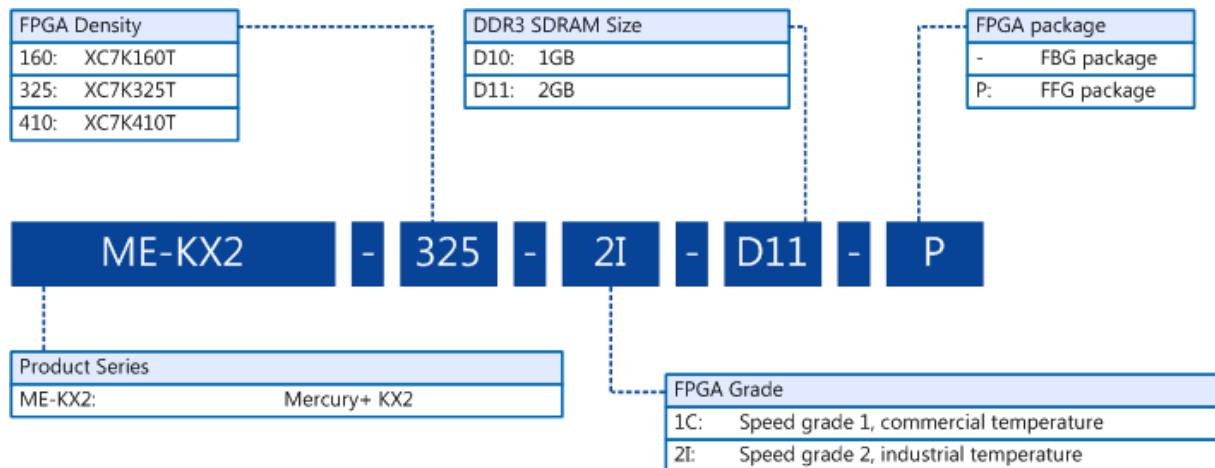 FPGA Density
160: XC7K160T
325: XC7K325T
410: XC7K410T
DDR3 SDRAM Size
D10: 1GB
D11: 2GB
FPGA package
- FBG package
P: FFG package
ME-KX2 - 325 - 2I - D11 - P
Product Series
ME-KX2: Mercury+ KX2
FPGA Grade
1C: Speed grade 1, commercial temperature
2I: Speed grade 2, industrial temperature